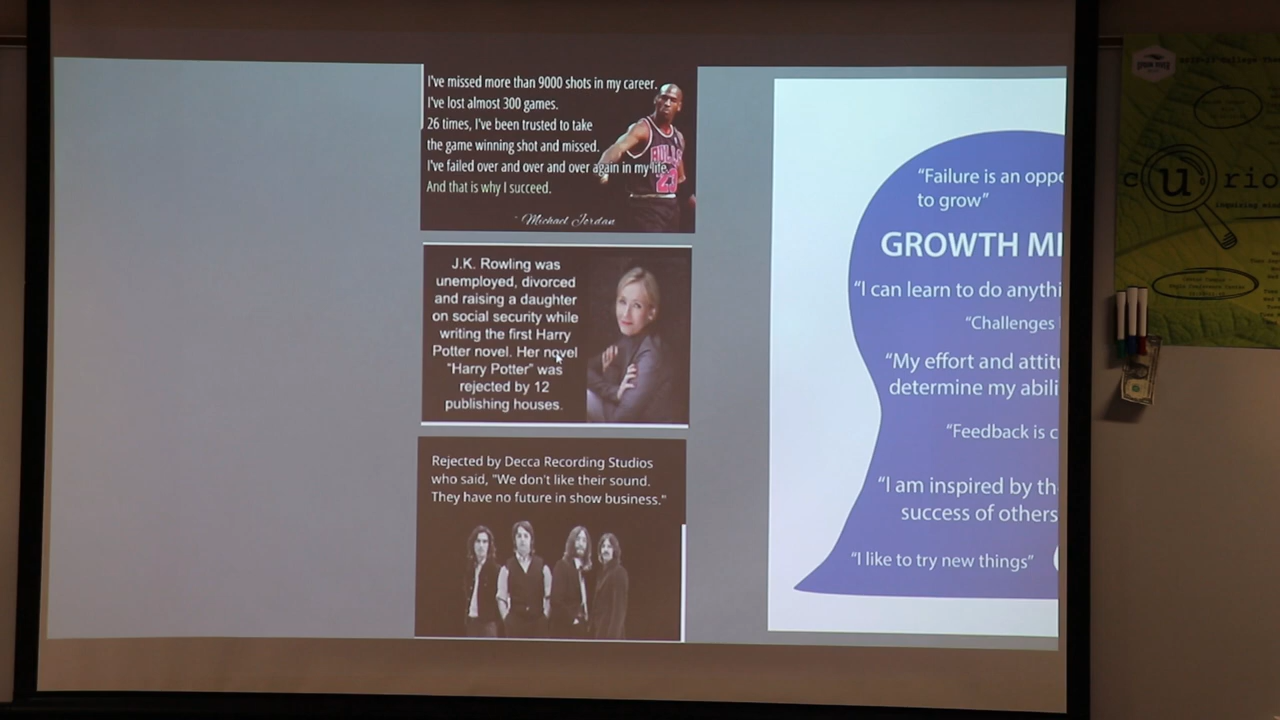 I've missed more than 9000 shots in my career.
I've lost almost 300 games.
26 times, I've been trusted to take
the game winning shot and missed.
I've failed over and over and over again in my life.
And that is why I succeed.
~ Michael Jordan
BULLS
23
J.K. Rowling was
unemployed, divorced
and raising a daughter
on social security while
writing the first Harry
Potter novel. Her novel
"Harry Potter" was
rejected by 12
publishing houses.
Rejected by Decca Recording Studios
who said, "We don't like their sound.
They have no future in show business."
“Failure is an oppo
to grow”
GROWTH MI
“I can learn to do anythi
“Challenges
“My effort and attitu
determine my abili
“Feedback is c
“I am inspired by th
success of others
“I like to try new things”
curio